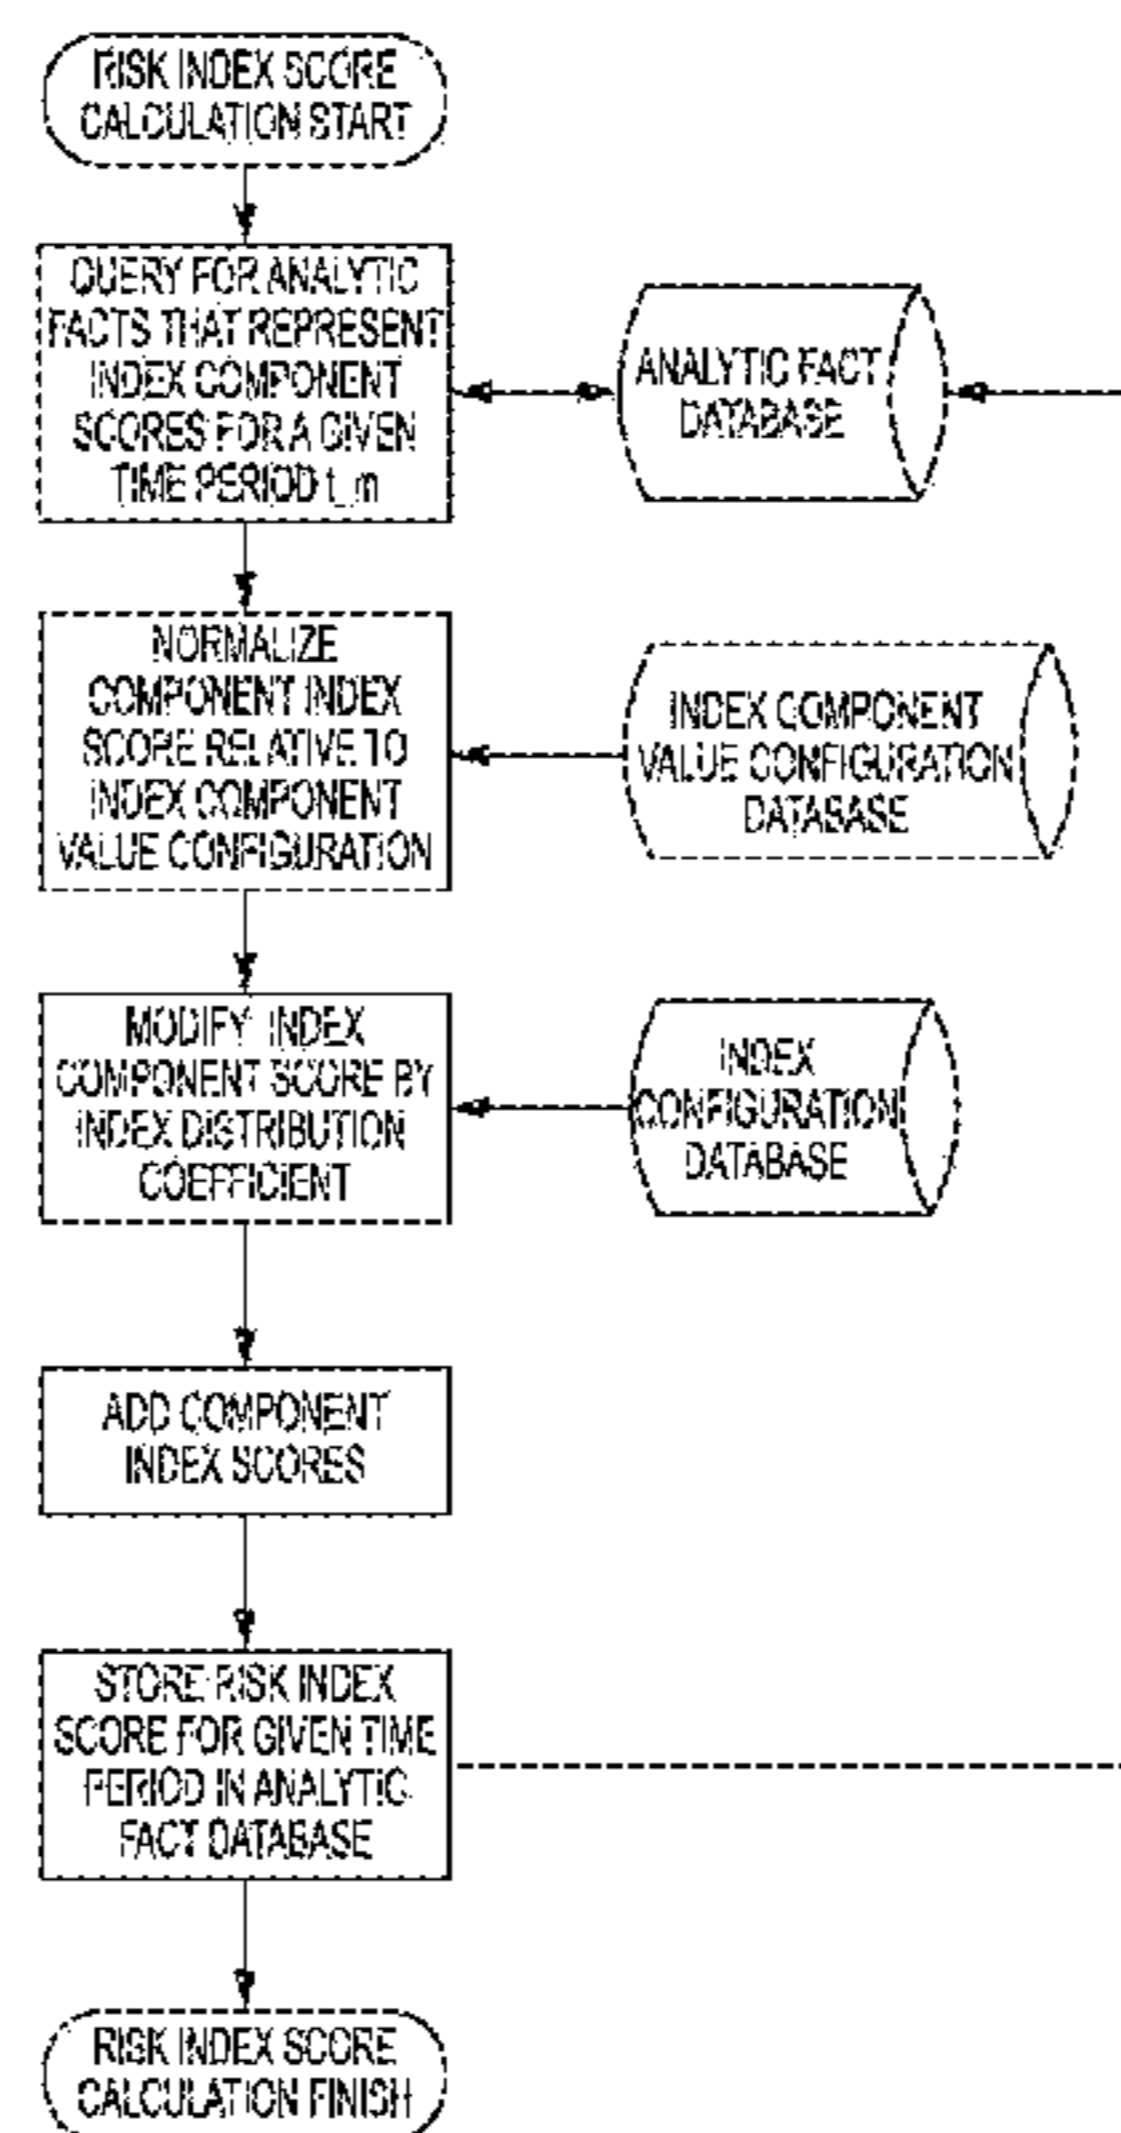 RISK INDEX SCORE
CALCULATION START
QUERY FOR ANALYTIC
FACTS THAT REPRESENT
INDEX COMPONENT
SCORES FOR A GIVEN
TIME PERIOD t_m
ANALYTIC FACT
DATABASE
NORMALIZE
COMPONENT INDEX
SCORE RELATIVE TO
INDEX COMPONENT
VALUE CONFIGURATION
INDEX COMPONENT
VALUE CONFIGURATION
DATABASE
MODIFY INDEX
COMPONENT SCORE BY
INDEX DISTRIBUTION
COEFFICIENT
INDEX
CONFIGURATION
DATABASE
ADD COMPONENT
INDEX SCORES
STORE RISK INDEX
SCORE FOR GIVEN TIME
PERIOD IN ANALYTIC
FACT DATABASE
RISK INDEX SCORE
CALCULATION FINISH